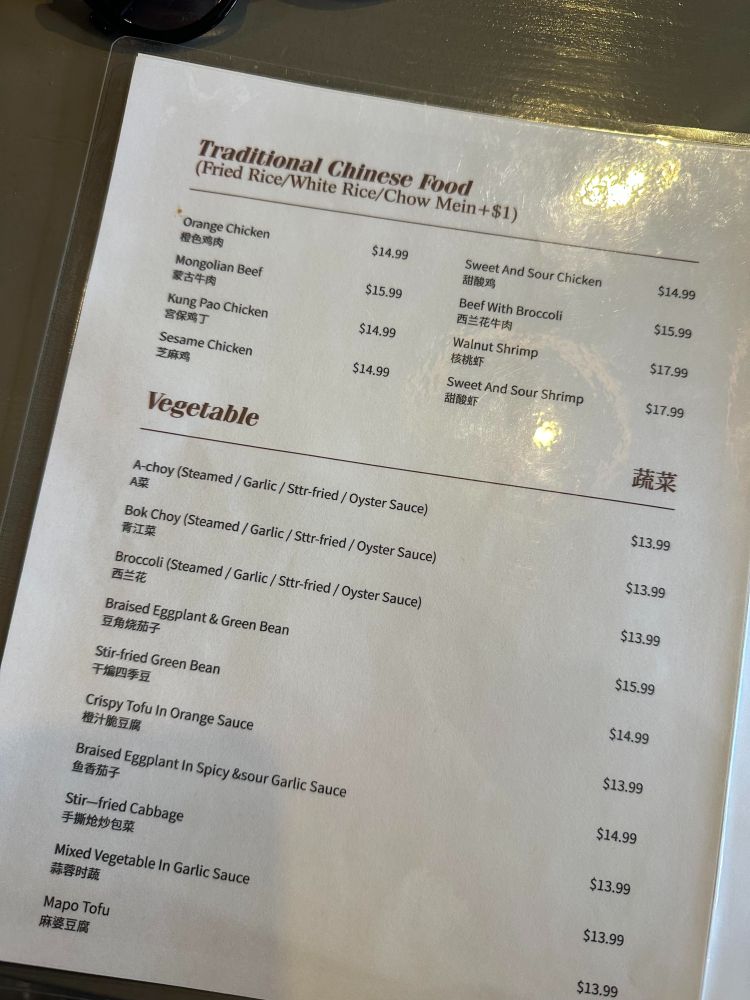 Traditional Chinese Food
(Fried Rice/White Rice/Chow Mein+$1)
Orange Chicken $14.99
橙色鸡肉
Mongolian Beef $15.99
蒙古牛肉
Kung Pao Chicken $14.99
宫保鸡丁
Sesame Chicken $14.99
芝麻鸡
Sweet And Sour Chicken $14.99
甜酸鸡
Beef With Broccoli $15.99
西兰花牛肉
Walnut Shrimp $17.99
核桃虾
Sweet And Sour Shrimp $17.99
甜酸虾
Vegetable 蔬菜
A-choy (Steamed / Garlic / Sttr-fried / Oyster Sauce) $13.99
A菜
Bok Choy (Steamed / Garlic / Sttr-fried / Oyster Sauce) $13.99
青江菜
Broccoli (Steamed / Garlic / Sttr-fried / Oyster Sauce) $13.99
西兰花
Braised Eggplant & Green Bean $15.99
豆角烧茄子
Stir-fried Green Bean $14.99
干煸四季豆
Crispy Tofu In Orange Sauce $13.99
橙汁脆豆腐
Braised Eggplant In Spicy &sour Garlic Sauce $14.99
鱼香茄子
Stir—fried Cabbage $13.99
手撕炝炒包菜
Mixed Vegetable In Garlic Sauce $13.99
蒜蓉时蔬
Mapo Tofu $13.99
麻婆豆腐